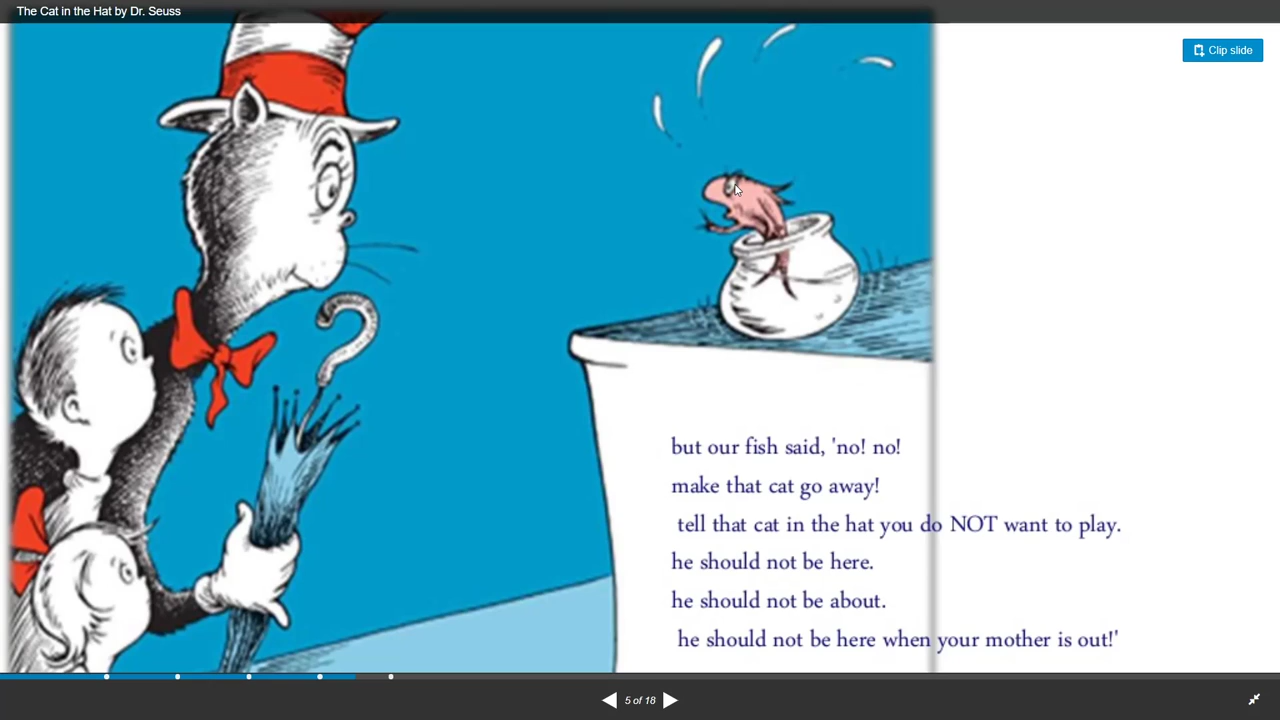 The Cat in the Hat by Dr. Seuss
Clip slide
but our fish said, 'no! no!
make that cat go away!
tell that cat in the hat you do NOT want to play.
he should not be here.
he should not be about.
he should not be here when your mother is out!'
5 of 18